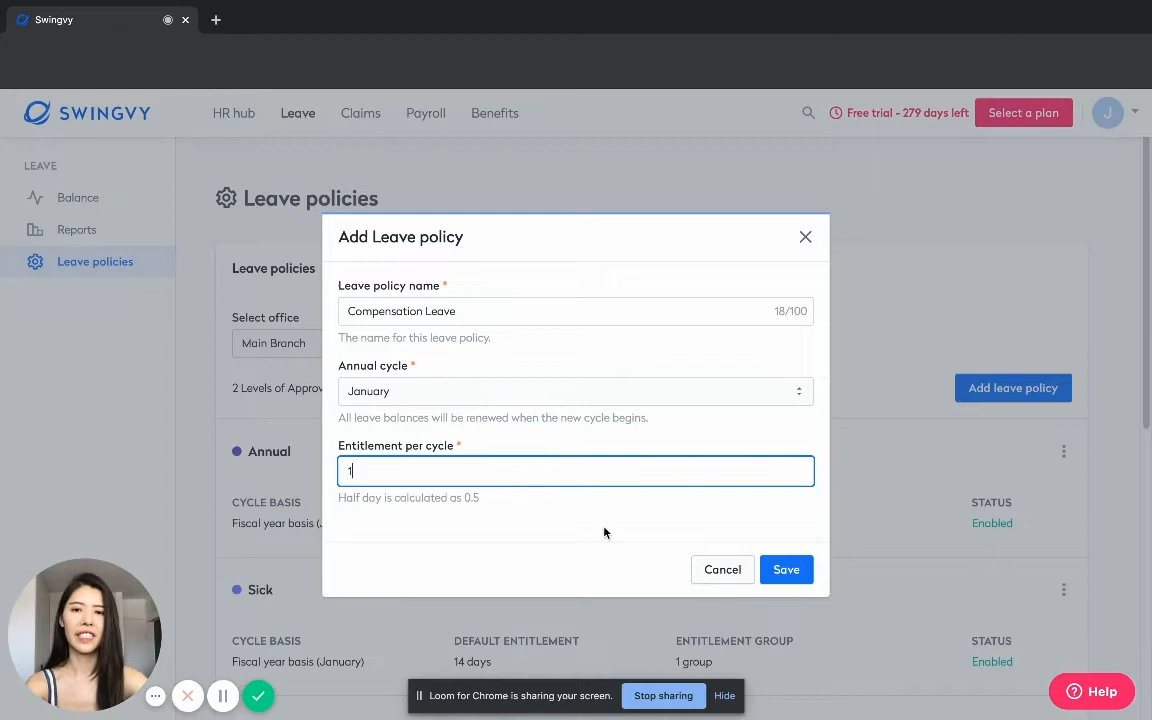 Swingvy
SWINGVY
HR hub
Leave
Claims
Payroll
Benefits
Free trial - 279 days left
Select a plan
J
LEAVE
Balance
Reports
Leave policies
Leave policies
Leave policies
Select office
Main Branch
2 Levels of Approv
Add leave policy
Add Leave policy
Leave policy name *
Compensation Leave
18/100
The name for this leave policy.
Annual cycle *
January
All leave balances will be renewed when the new cycle begins.
Entitlement per cycle *
1
Half day is calculated as 0.5
Cancel
Save
Annual
CYCLE BASIS
Fiscal year basis (J
STATUS
Enabled
Sick
CYCLE BASIS
DEFAULT ENTITLEMENT
ENTITLEMENT GROUP
STATUS
Fiscal year basis (January)
14 days
1 group
Enabled
Loom for Chrome is sharing your screen.
Stop sharing
Hide
Help